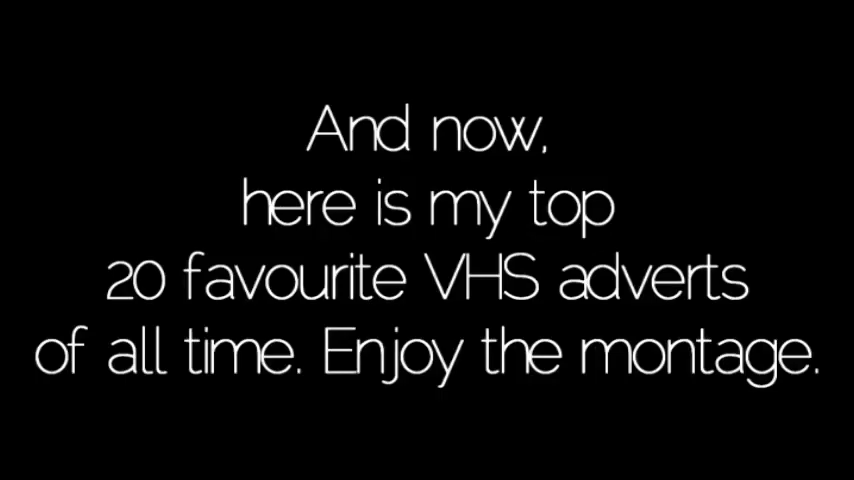 And now,
here is my top
20 favourite VHS adverts
of all time. Enjoy the montage.